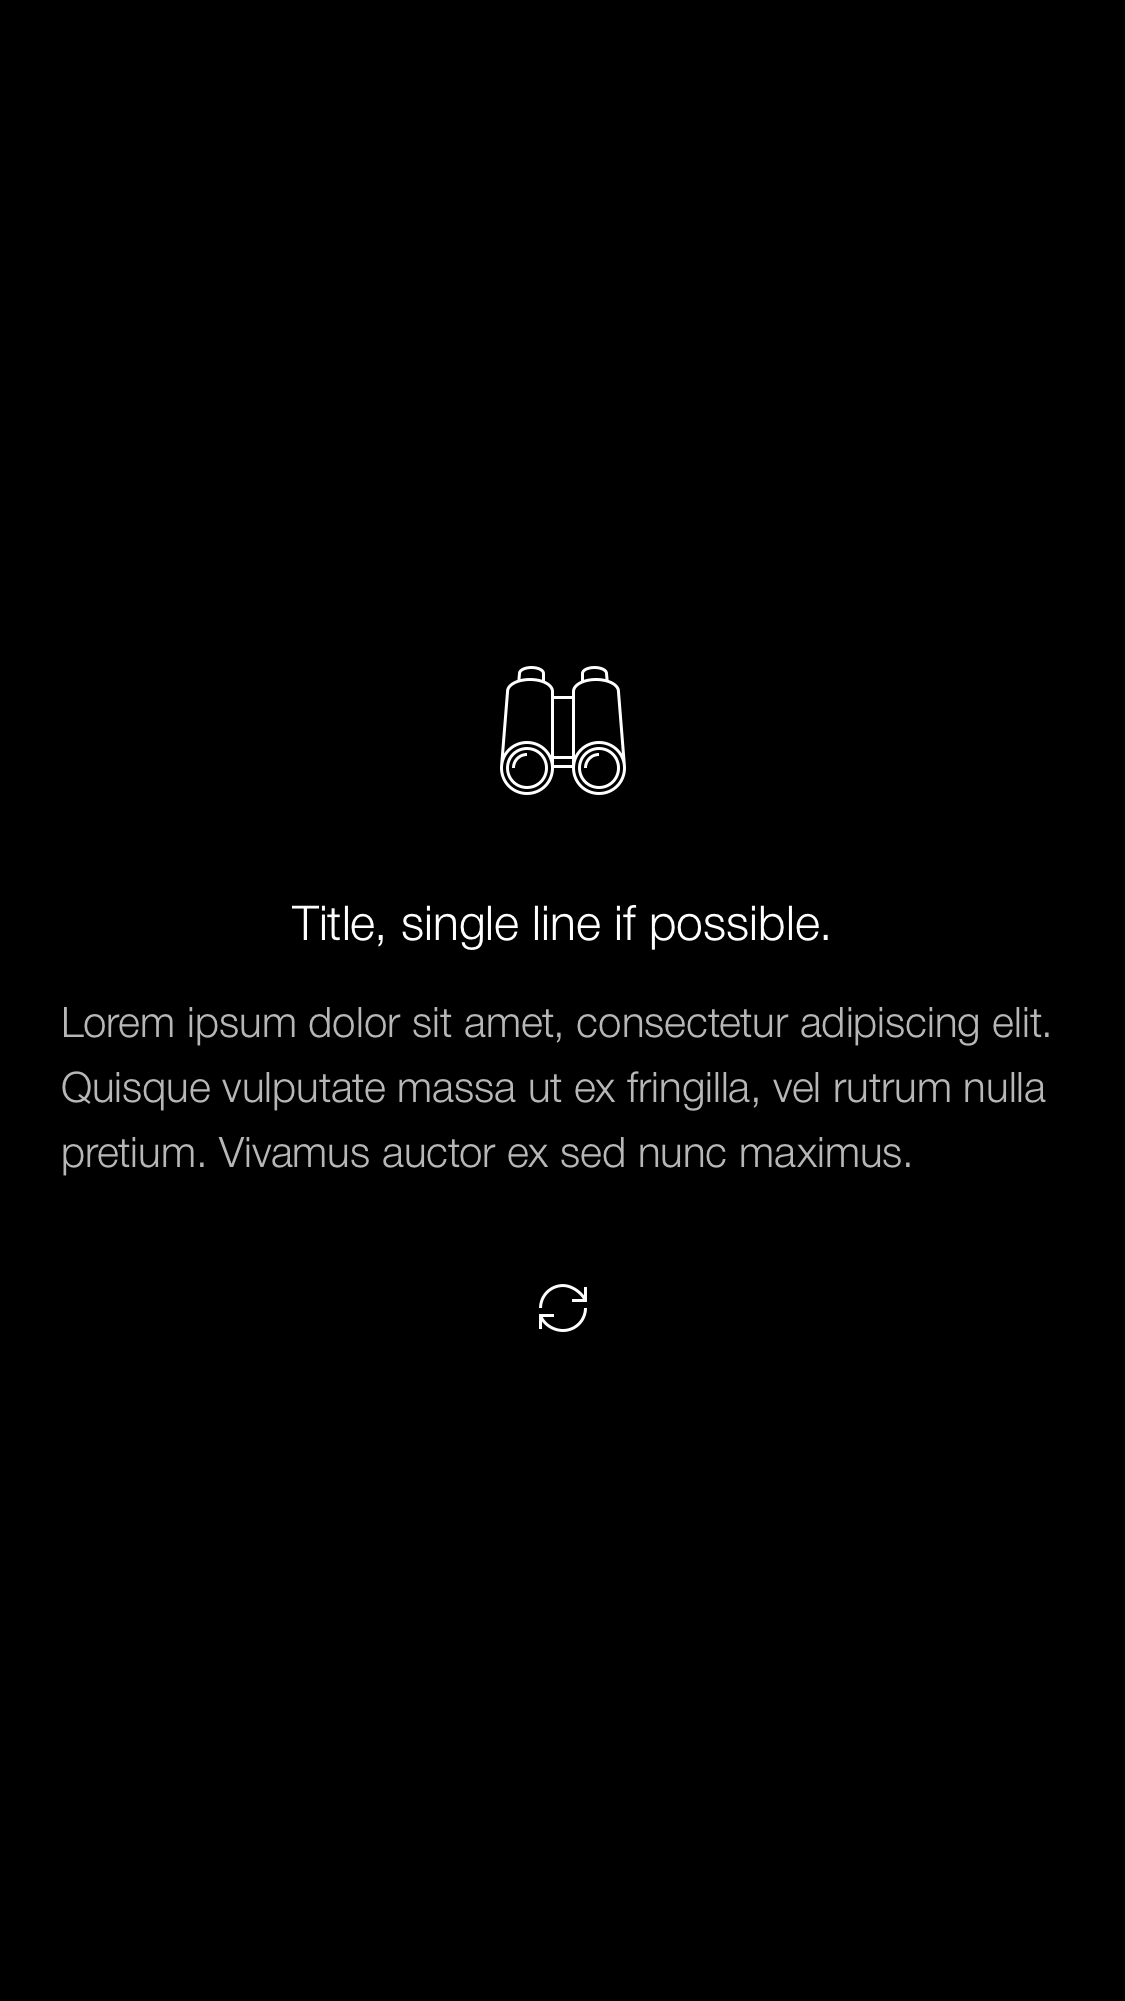 Title, single line if possible.
Lorem ipsum dolor sit amet, consectetur adipiscing elit.
Quisque vulputate massa ut ex fringilla, vel rutrum nulla
pretium. Vivamus auctor ex sed nunc maximus.